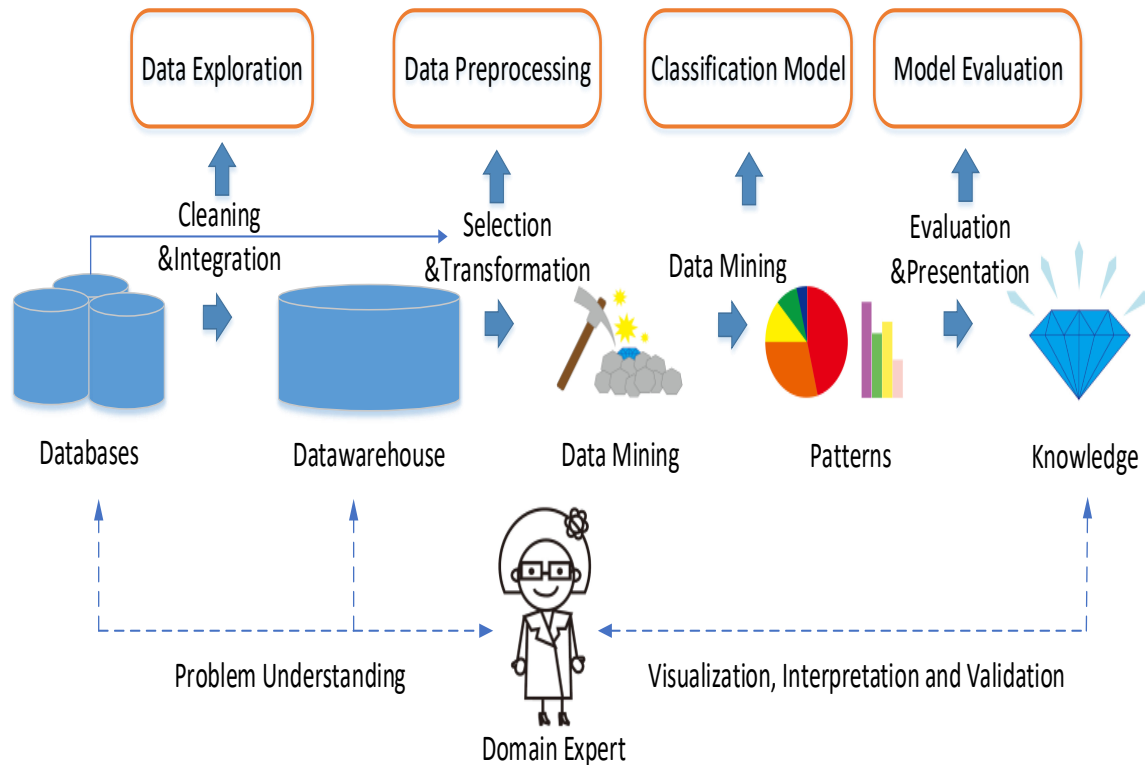 Data Exploration
Data Preprocessing
Classification Model
Model Evaluation
Cleaning
&Integration
Selection
&Transformation
Data Mining
Evaluation
&Presentation
Databases
Datawarehouse
Data Mining
Patterns
Knowledge
Problem Understanding
Visualization, Interpretation and Validation
Domain Expert